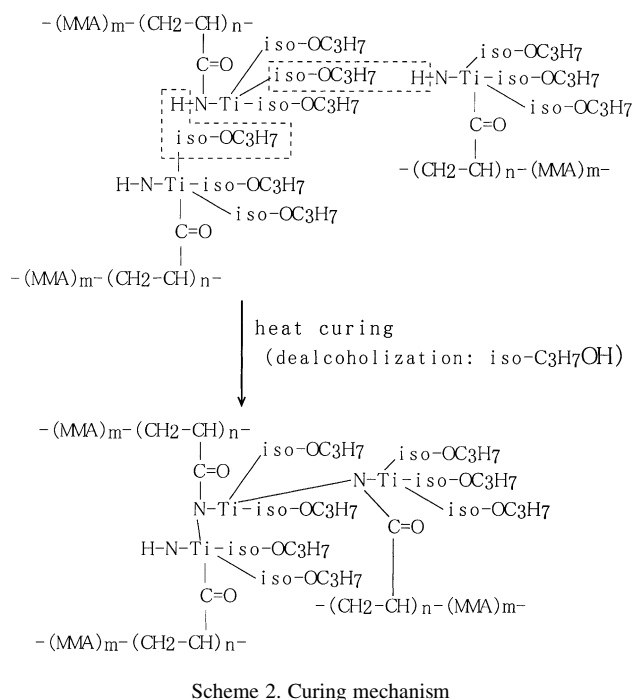 -(MMA)m-(CH2-CH)n-
iso-OC3H7
C=O
iso-OC3H7
H-N-Ti-iso-OC3H7
iso-OC3H7
H-N-Ti-iso-OC3H7
iso-OC3H7
C=O
-(CH2-CH)n-(MMA)m-
iso-OC3H7
H-N-Ti-iso-OC3H7
iso-OC3H7
C=O
-(MMA)m-(CH2-CH)n-
heat curing
(dealcoholization: iso-C3H7OH)
-(MMA)m-(CH2-CH)n-
iso-OC3H7
C=O
N-Ti-iso-OC3H7
iso-OC3H7
N-Ti-iso-OC3H7
iso-OC3H7
C=O
-(CH2-CH)n-(MMA)m-
H-N-Ti-iso-OC3H7
iso-OC3H7
C=O
-(MMA)m-(CH2-CH)n-
Scheme 2. Curing mechanism